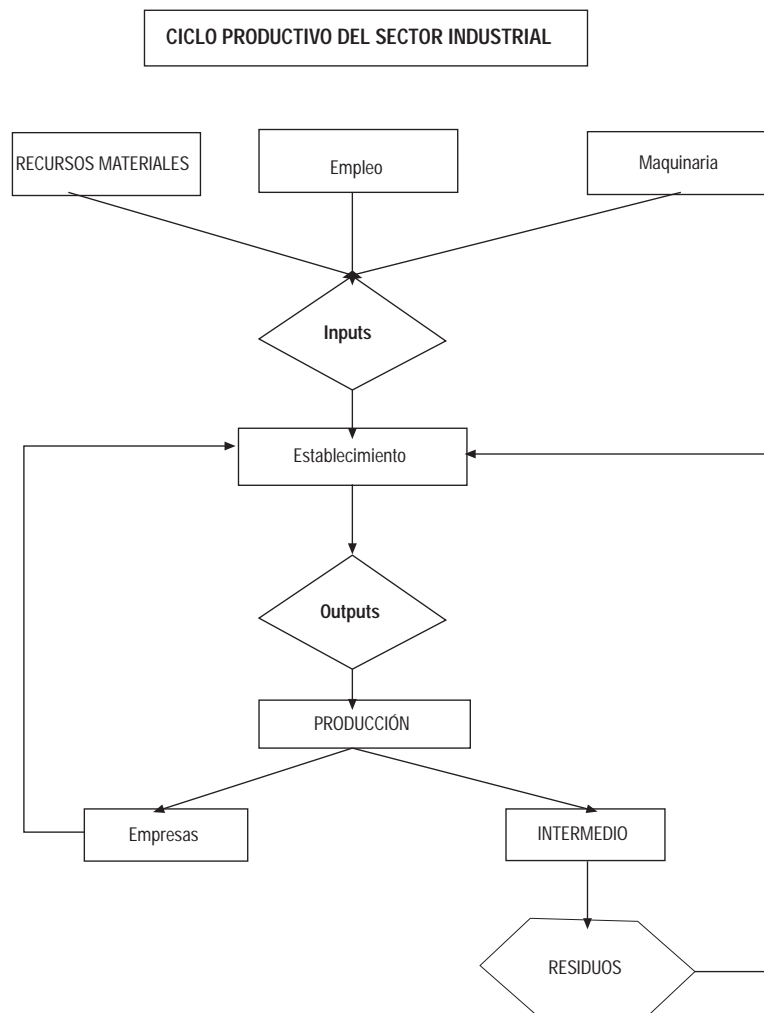 CICLO PRODUCTIVO DEL SECTOR INDUSTRIAL
RECURSOS MATERIALES
Empleo
Maquinaria
Inputs
Establecimiento
Outputs
PRODUCCIÓN
Empresas
INTERMEDIO
RESIDUOS